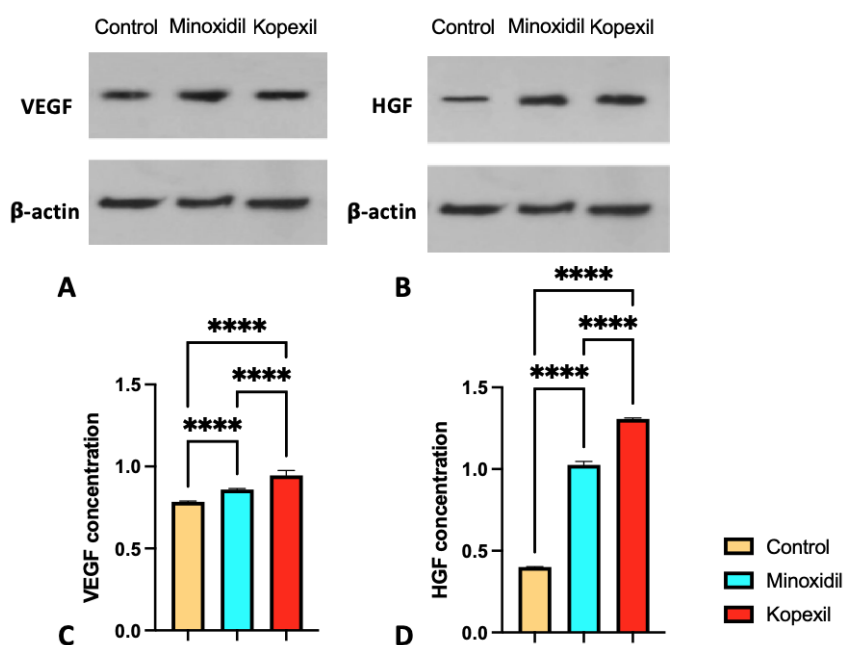 Control Minoxidil Kopexil
VEGF
β-actin
A
Control Minoxidil Kopexil
HGF
β-actin
B
****
****
****
VEGF concentration
1.5
1.0
0.5
0.0
C
****
****
****
HGF concentration
1.5
1.0
0.5
0.0
D
Control
Minoxidil
Kopexil